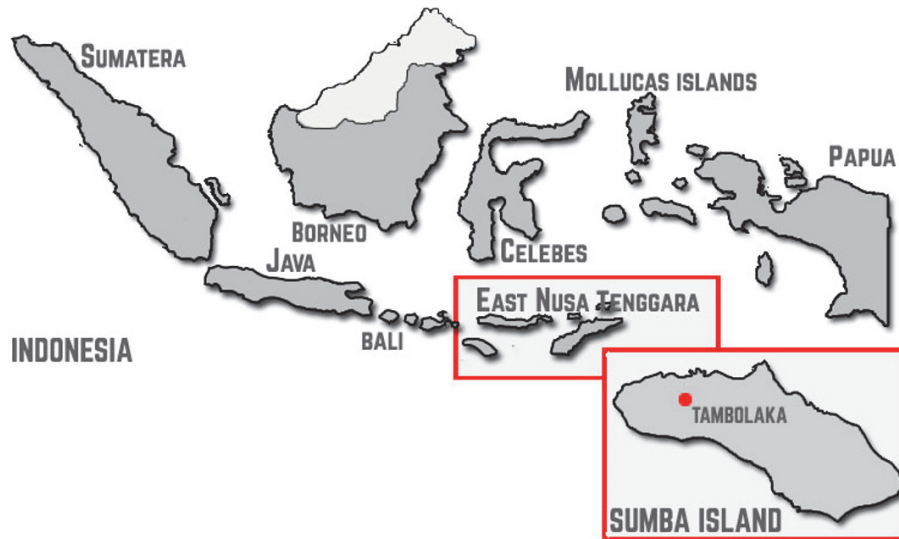 SUMATERA
MOLLUCAS ISLANDS
PAPUA
BORNEO
CELEBES
JAVA
EAST NUSA TENGGARA
BALI
INDONESIA
TAMBOLAKA
SUMBA ISLAND